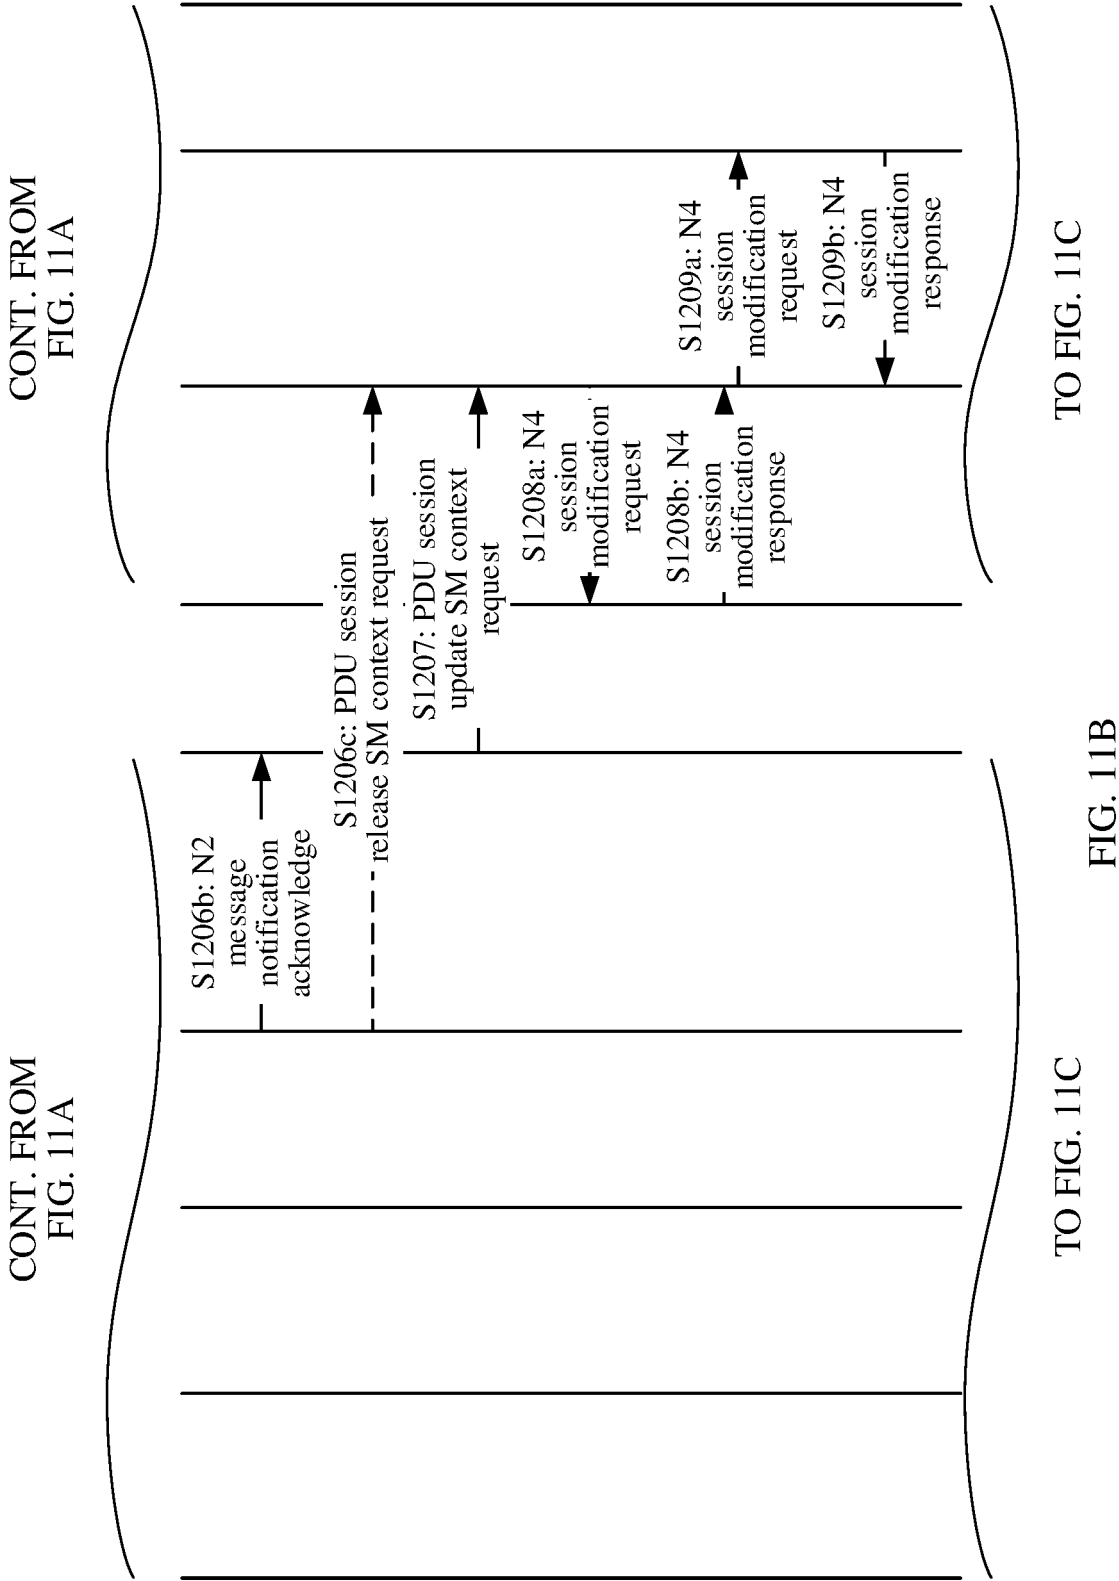 CONT. FROM
FIG. 11A
CONT. FROM
FIG. 11A
S1206b: N2
message
notification
acknowledge
S1206c: PDU session
release SM context request
S1207: PDU session
update SM context
request
S1208a: N4
session
modification
request
S1208b: N4
session
modification
response
S1209a: N4
session
modification
request
S1209b: N4
session
modification
response
TO FIG. 11C
TO FIG. 11C
FIG. 11B